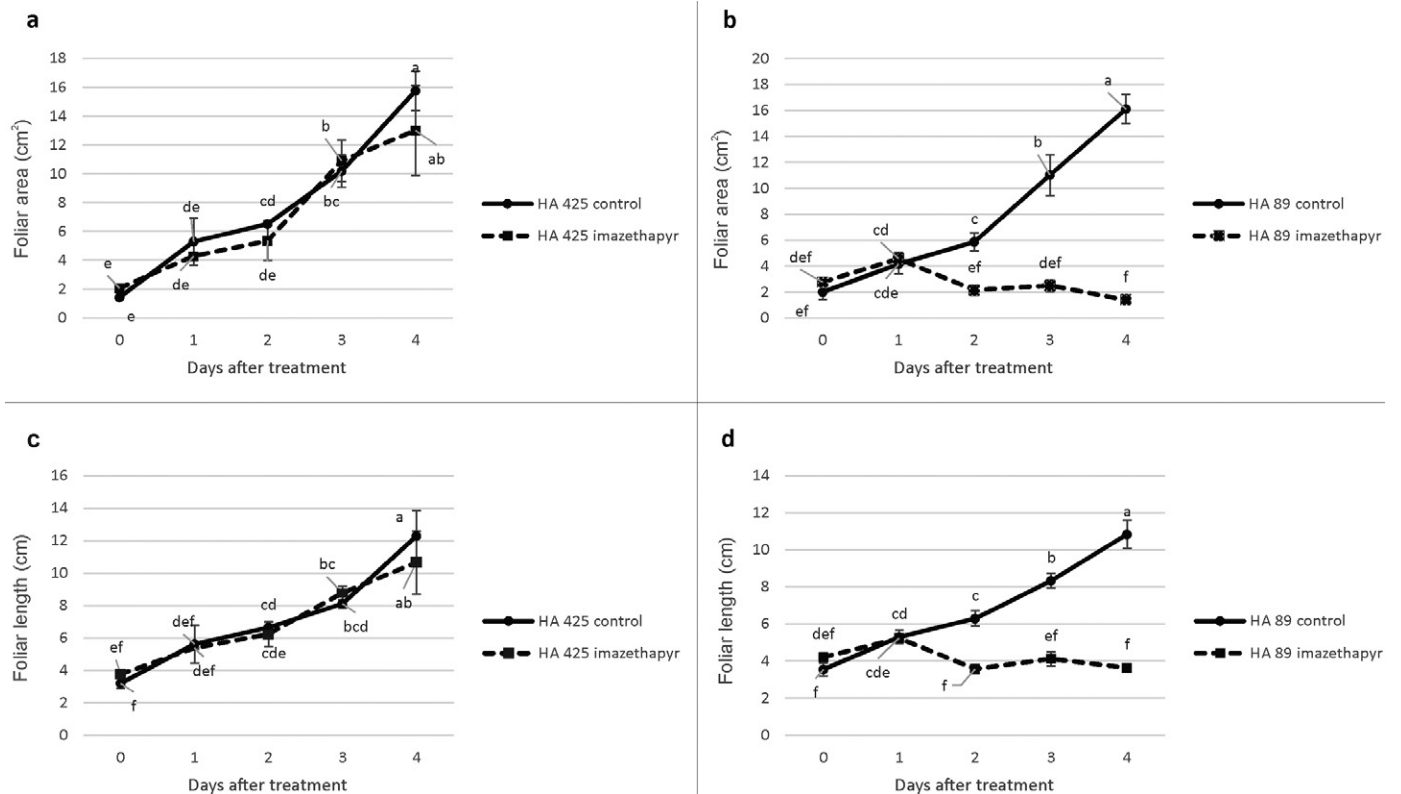 a
18
16
14
12
10
8
6
4
2
0
Foliar area (cm²)
a
b
ab
bc
de
cd
e
de
de
e
0 1 2 3 4
Days after treatment
HA 425 control
HA 425 imazethapyr
b
20
18
16
14
12
10
8
6
4
2
0
Foliar area (cm²)
a
b
c
cd
def
ef
def
f
cde
ef
0 1 2 3 4
Days after treatment
HA 89 control
HA 89 imazethapyr
c
16
14
12
10
8
6
4
2
0
Foliar length (cm)
a
bc
ab
cd
def
bcd
ef
cde
def
f
0 1 2 3 4
Days after treatment
HA 425 control
HA 425 imazethapyr
d
14
12
10
8
6
4
2
0
Foliar length (cm)
a
b
c
cd
def
ef
f
cde
f
f
0 1 2 3 4
Days after treatment
HA 89 control
HA 89 imazethapyr